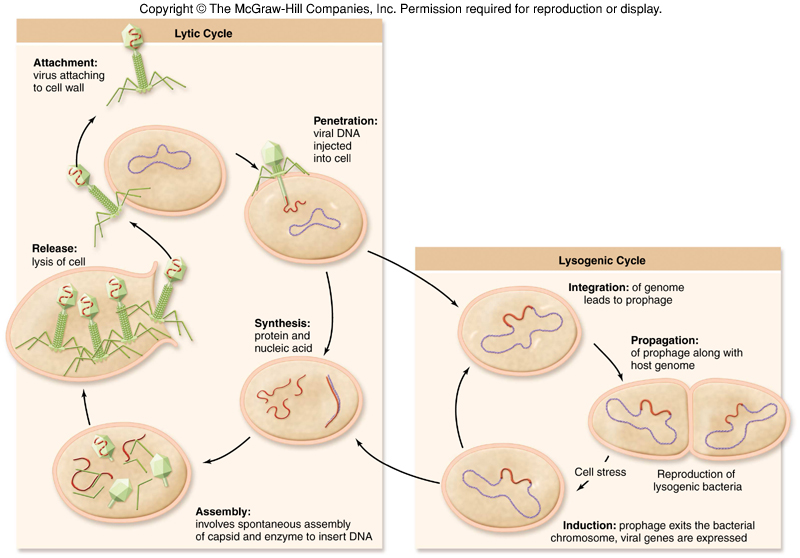 Copyright © The McGraw-Hill Companies, Inc. Permission required for reproduction or display.
Lytic Cycle
Attachment:
virus attaching
to cell wall
Penetration:
viral DNA
injected
into cell
Release:
lysis of cell
Synthesis:
protein and
nucleic acid
Assembly:
involves spontaneous assembly
of capsid and enzyme to insert DNA
Lysogenic Cycle
Integration: of genome
leads to prophage
Propagation:
of prophage along with
host genome
Cell stress
Reproduction of
lysogenic bacteria
Induction: prophage exits the bacterial
chromosome, viral genes are expressed